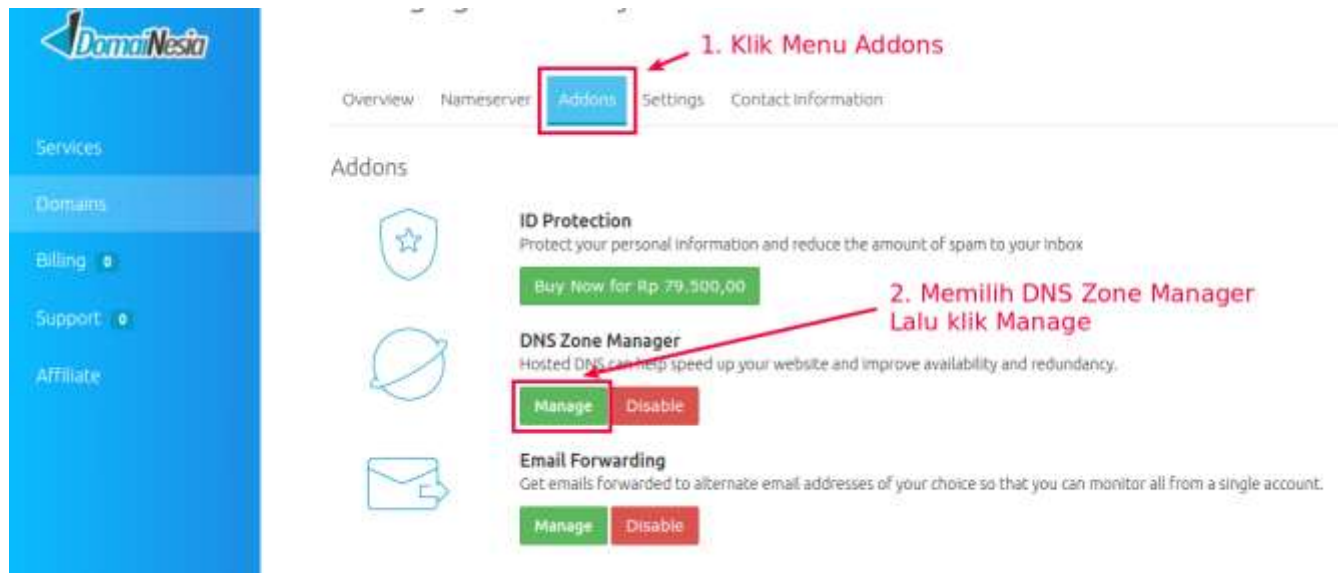 DomaiNesia
1. Klik Menu Addons
Overview Nameserver Addons Settings Contact Information
Services
Domains
Billing 0
Support 0
Affiliate
Addons
ID Protection
Protect your personal information and reduce the amount of spam to your inbox
Buy Now for Rp 79.500,00
2. Memilih DNS Zone Manager
Lalu klik Manage
DNS Zone Manager
Hosted DNS can help speed up your website and improve availability and redundancy.
Manage Disable
Email Forwarding
Get emails forwarded to alternate email addresses of your choice so that you can monitor all from a single account.
Manage Disable